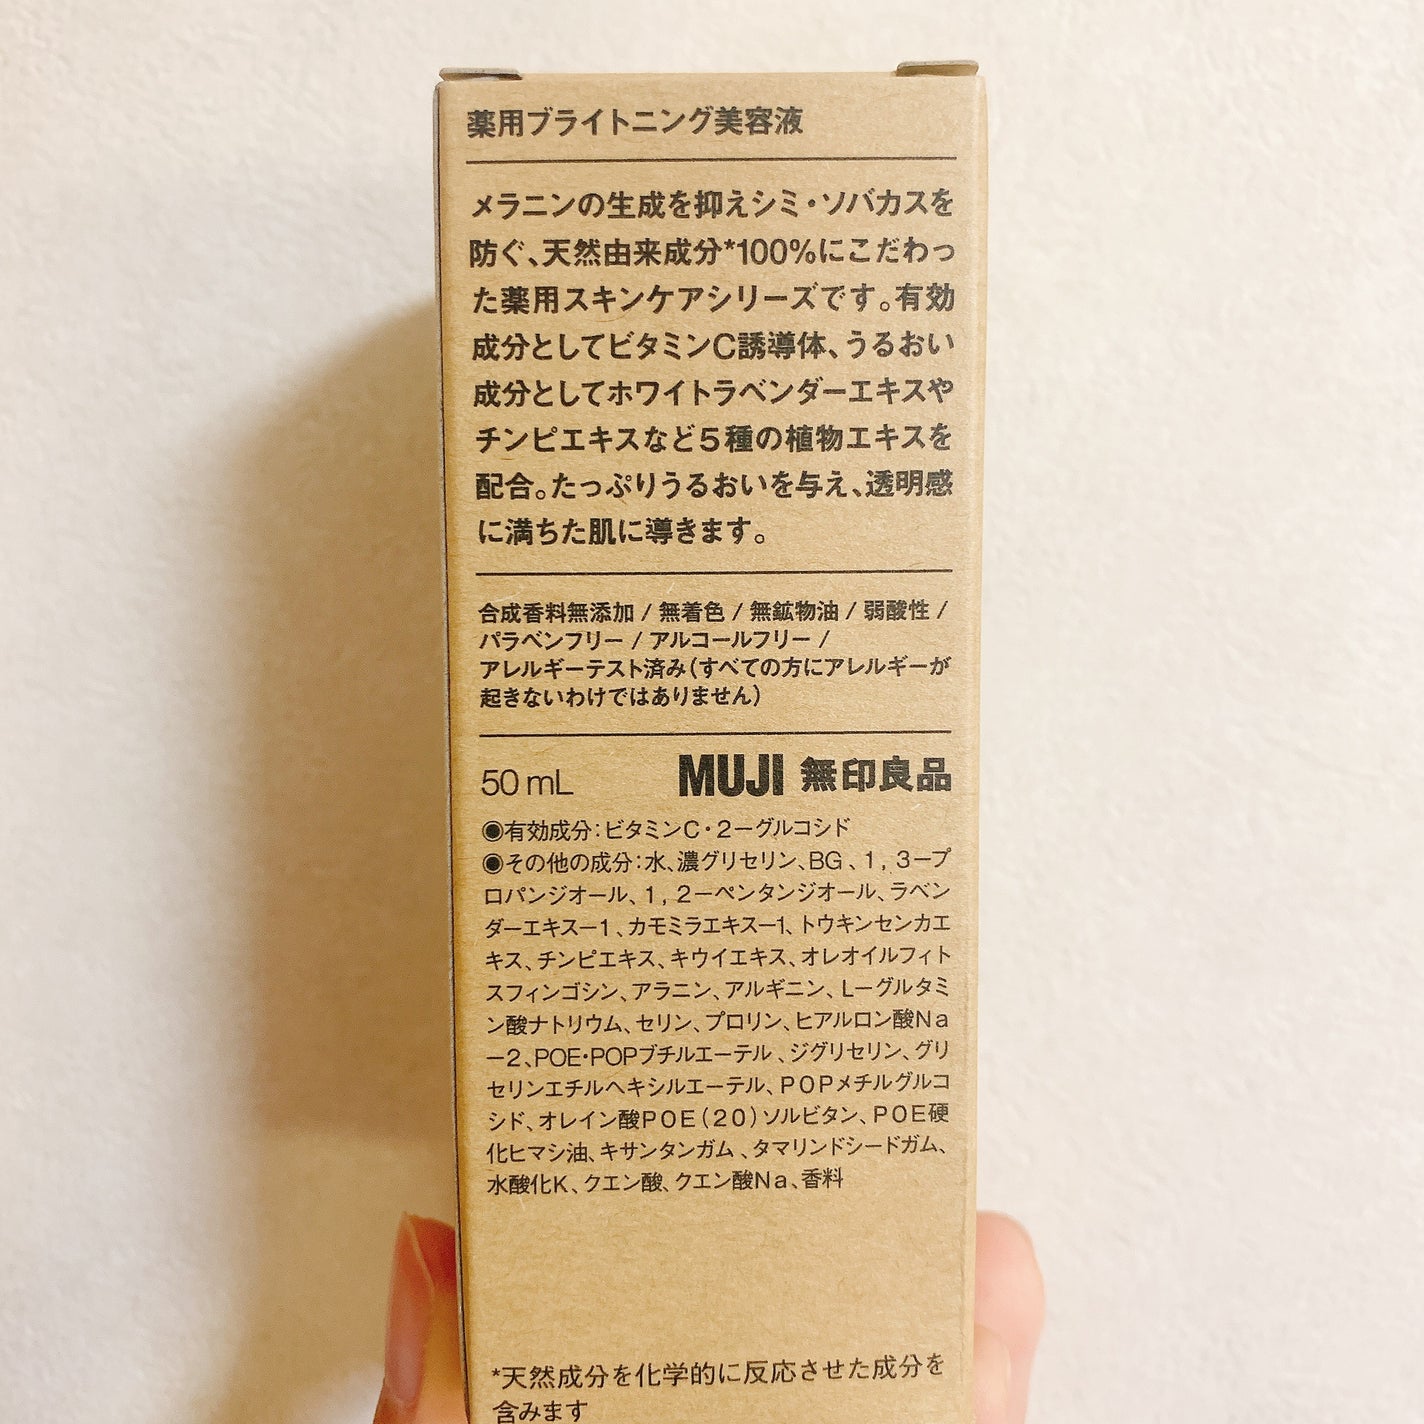 薬用ブライトニング美容液
メラニンの生成を抑えシミ・ソバカスを
防ぐ、天然由来成分*100%にこだわっ
た薬用スキンケアシリーズです。有効
成分としてビタミンC誘導体、うるおい
成分としてホワイトラベンダーエキスや
チンピエキスなど5種の植物エキスを
配合。たっぷりうるおいを与え、透明感
に満ちた肌に導きます。
合成香料無添加 / 無着色 / 無鉱物油 / 弱酸性 /
パラベンフリー / アルコールフリー /
アレルギーテスト済み(すべての方にアレルギーが
起きないわけではありません)
50 mL MUJI 無印良品
◉有効成分:ビタミンC・2ーグルコシド
◉その他の成分:水、濃グリセリン、BG、1,3ープ
ロパンジオール、1,2ーペンタンジオール、ラベン
ダーエキスー1、カモミラエキスー1、トウキンセンカエ
キス、チンピエキス、キウイエキス、オレオイルフィト
スフィンゴシン、アラニン、アルギニン、Lーグルタミ
ン酸ナトリウム、セリン、プロリン、ヒアルロン酸Na
ー2、POE・POPブチルエーテル、ジグリセリン、グリ
セリンエチルヘキシルエーテル、POPメチルグルコ
シド、オレイン酸POE(20)ソルビタン、POE硬
化ヒマシ油、キサンタンガム、タマリンドシードガム、
水酸化K、クエン酸、クエン酸Na、香料
*天然成分を化学的に反応させた成分を
含みます